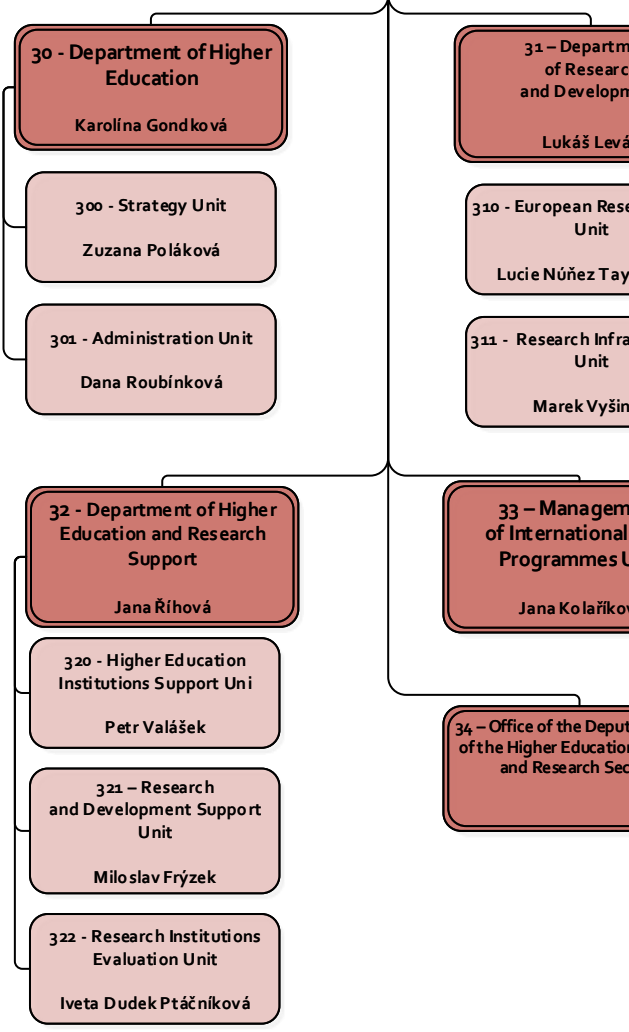 30 - Department of Higher
Education
Karolína Gondková
300 - Strategy Unit
Zuzana Poláková
301 - Administration Unit
Dana Roubínková
31 – Departm
of Researc
and Developm
Lukáš Levá
310 - European Rese
Unit
Lucie Núñez Tay
311 - Research Infra
Unit
Marek Vyšin
32 - Department of Higher
Education and Research
Support
Jana Říhová
320 - Higher Education
Institutions Support Uni
Petr Valášek
321 – Research
and Development Support
Unit
Miloslav Frýzek
322 - Research Institutions
Evaluation Unit
Iveta Dudek Ptáčníková
33 – Managem
of International
Programmes U
Jana Kolaříkov
34 – Office of the Deput
of the Higher Education
and Research Sec